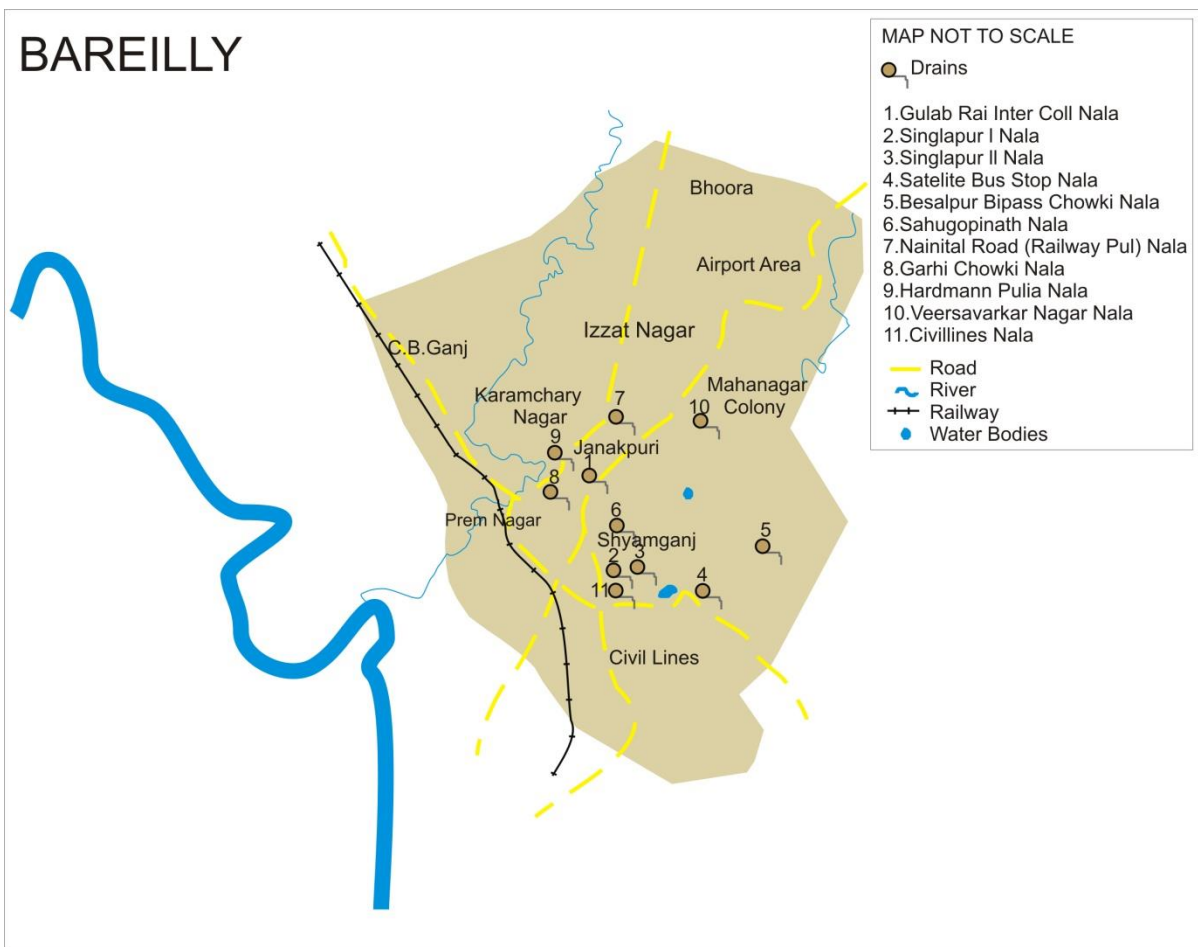 BAREILLY
MAP NOT TO SCALE
Drains
1.Gulab Rai Inter Coll Nala
2.Singlapur I Nala
3.Singlapur II Nala
4.Satelite Bus Stop Nala
5.Besalpur Bipass Chowki Nala
6.Sahugopinath Nala
7.Nainital Road (Railway Pul) Nala
8.Garhi Chowki Nala
9.Hardmann Pulia Nala
10.Veersavarkar Nagar Nala
11.Civillines Nala
Road
River
Railway
Water Bodies
Bhoora
Airport Area
Izzat Nagar
C.B.Ganj
Karamchary
Nagar
Mahanagar
Colony
7
10
9
Janakpuri
1
8
Prem Nagar
6
Shyamganj
5
2
3
4
11
Civil Lines